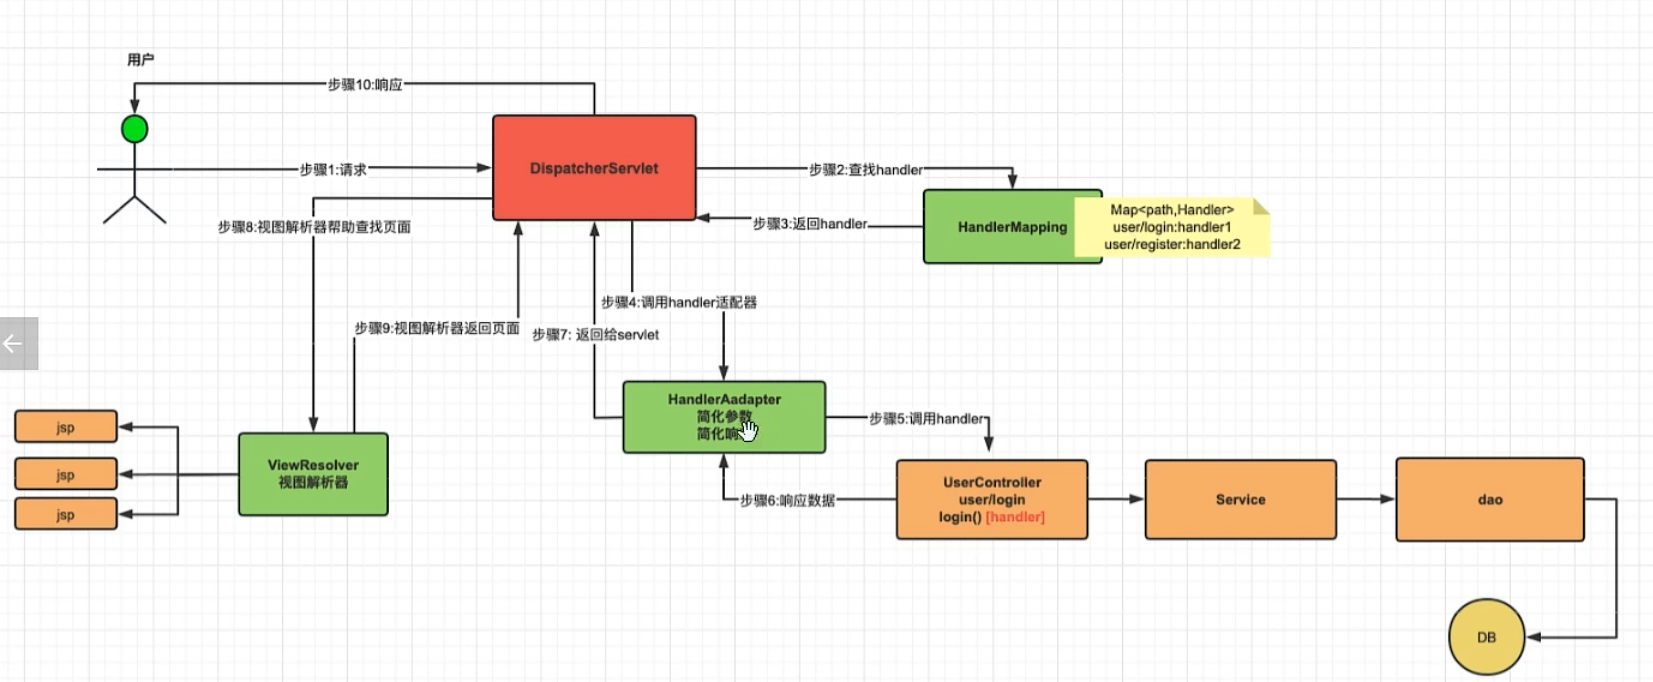 用户
步骤10:响应
步骤1:请求
DispatcherServlet
步骤2:查找handler
步骤3:返回handler
HandlerMapping
Map<path,Handler>
user/login:handler1
user/register:handler2
步骤8:视图解析器帮助查找页面
步骤4:调用handler适配器
步骤9:视图解析器返回页面
步骤7: 返回给servlet
HandlerAadapter
简化参数
简化响
步骤5:调用handler
jsp
jsp
jsp
ViewResolver
视图解析器
步骤6:响应数据
UserController
user/login
login() [handler]
Service
dao
DB